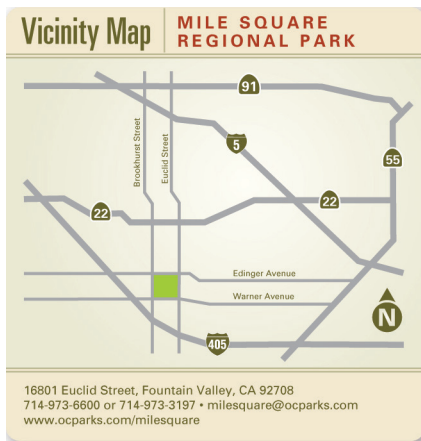 Vicinity Map
MILE SQUARE
REGIONAL PARK
91
Brookhurst Street
Euclid Street
5
55
22
22
Edinger Avenue
Warner Avenue
N
405
16801 Euclid Street, Fountain Valley, CA 92708
714-973-6600 or 714-973-3197 • milesquare@ocparks.com
www.ocparks.com/milesquare